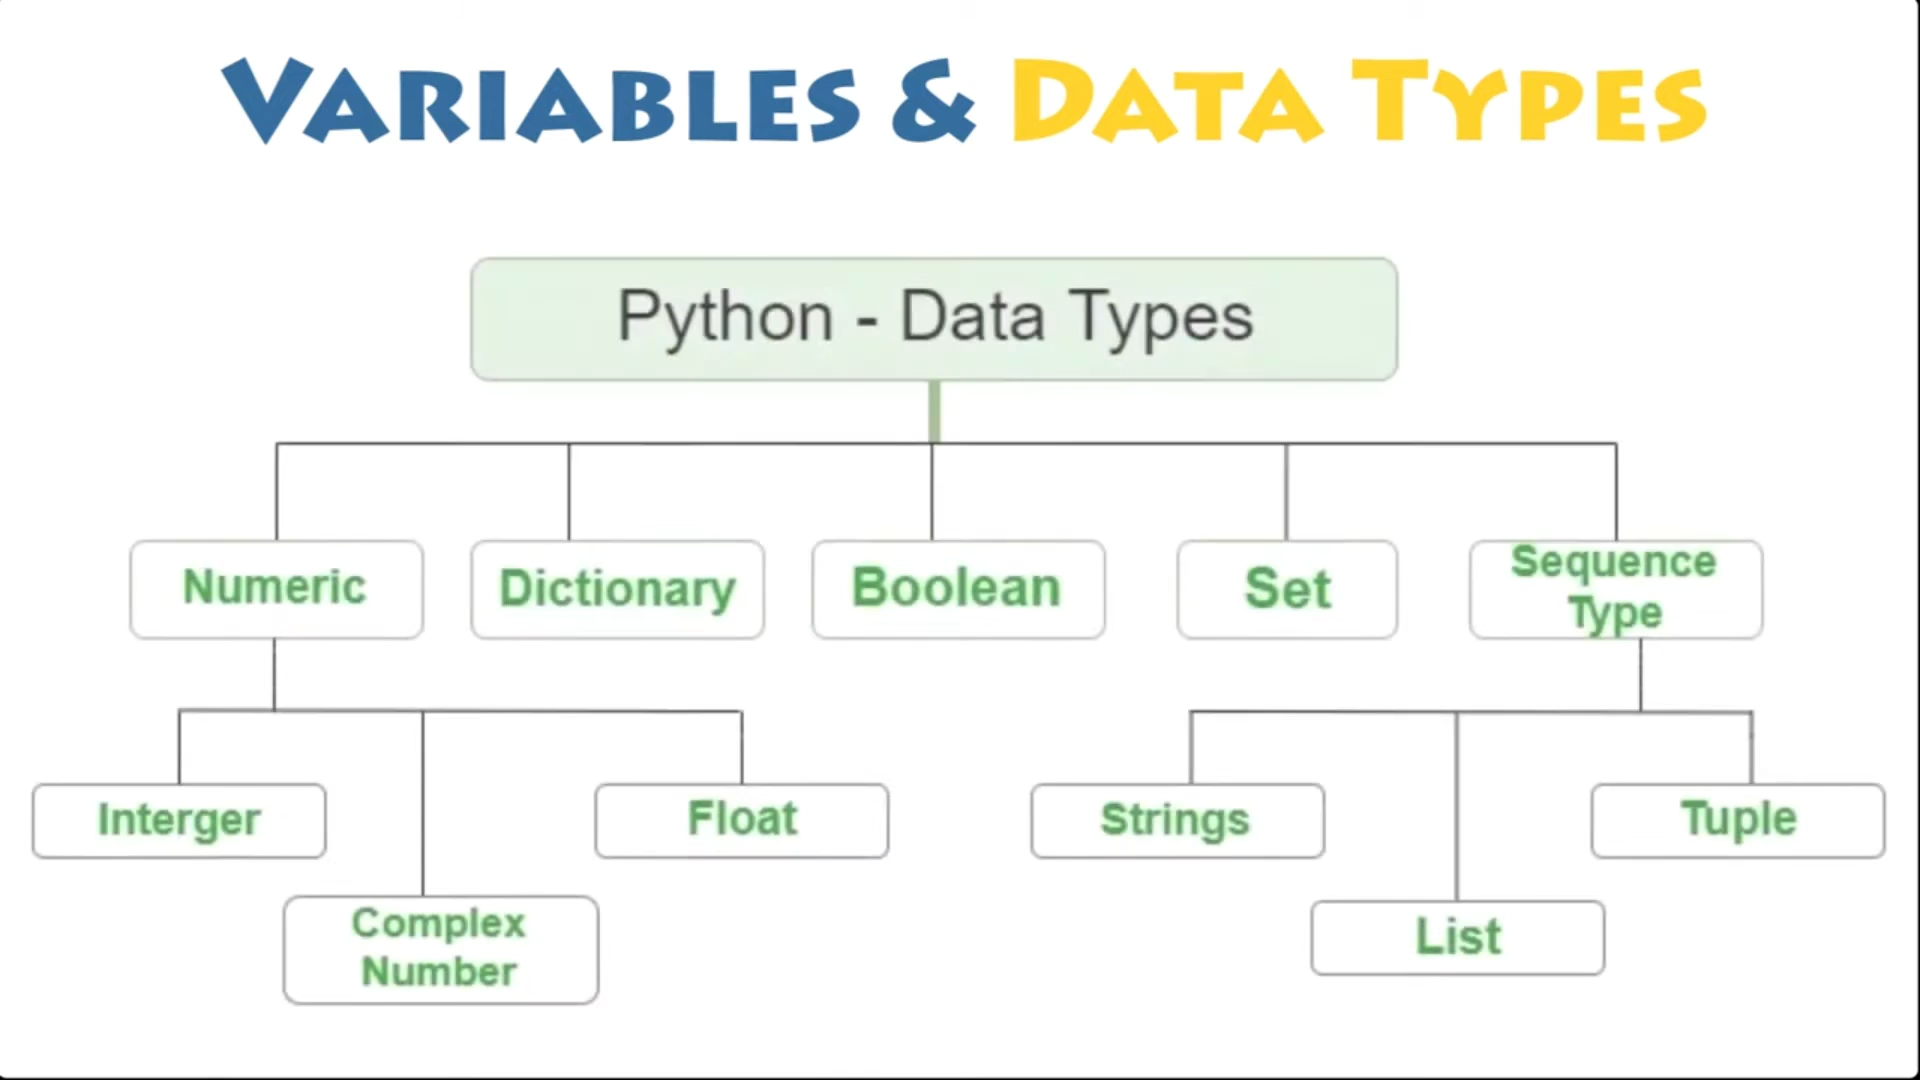 VARIABLES & DATA TYPES
Python - Data Types
Numeric
Dictionary
Boolean
Set
Sequence
Type
Interger
Float
Strings
Tuple
Complex
Number
List